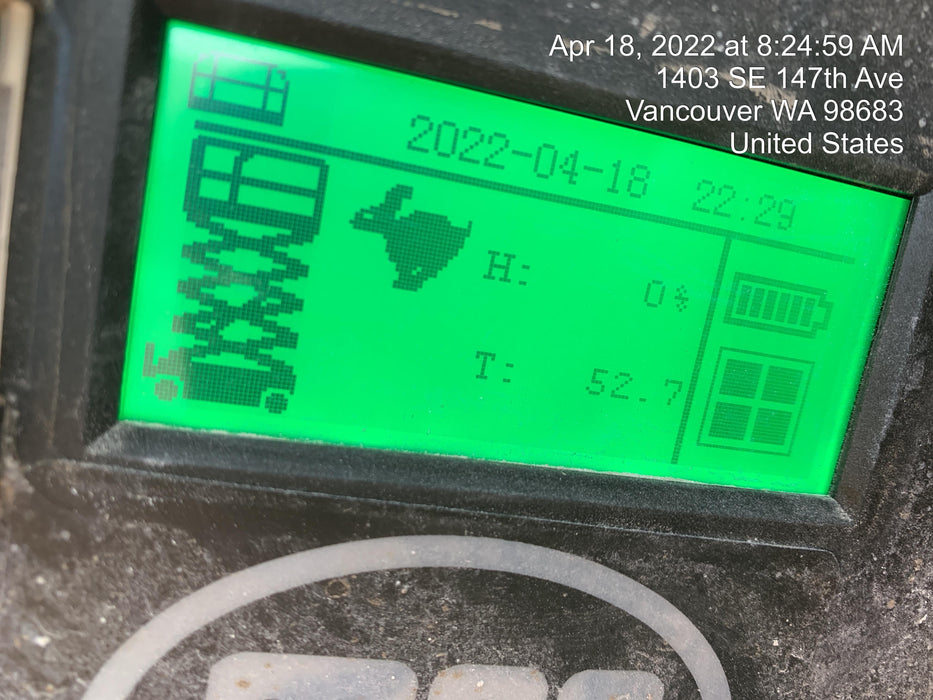 Apr 18, 2022 at 8:24:59 AM
1403 SE 147th Ave
Vancouver WA 98683
United States
2022-04-18 22:29
H: 0%
T: 52.7